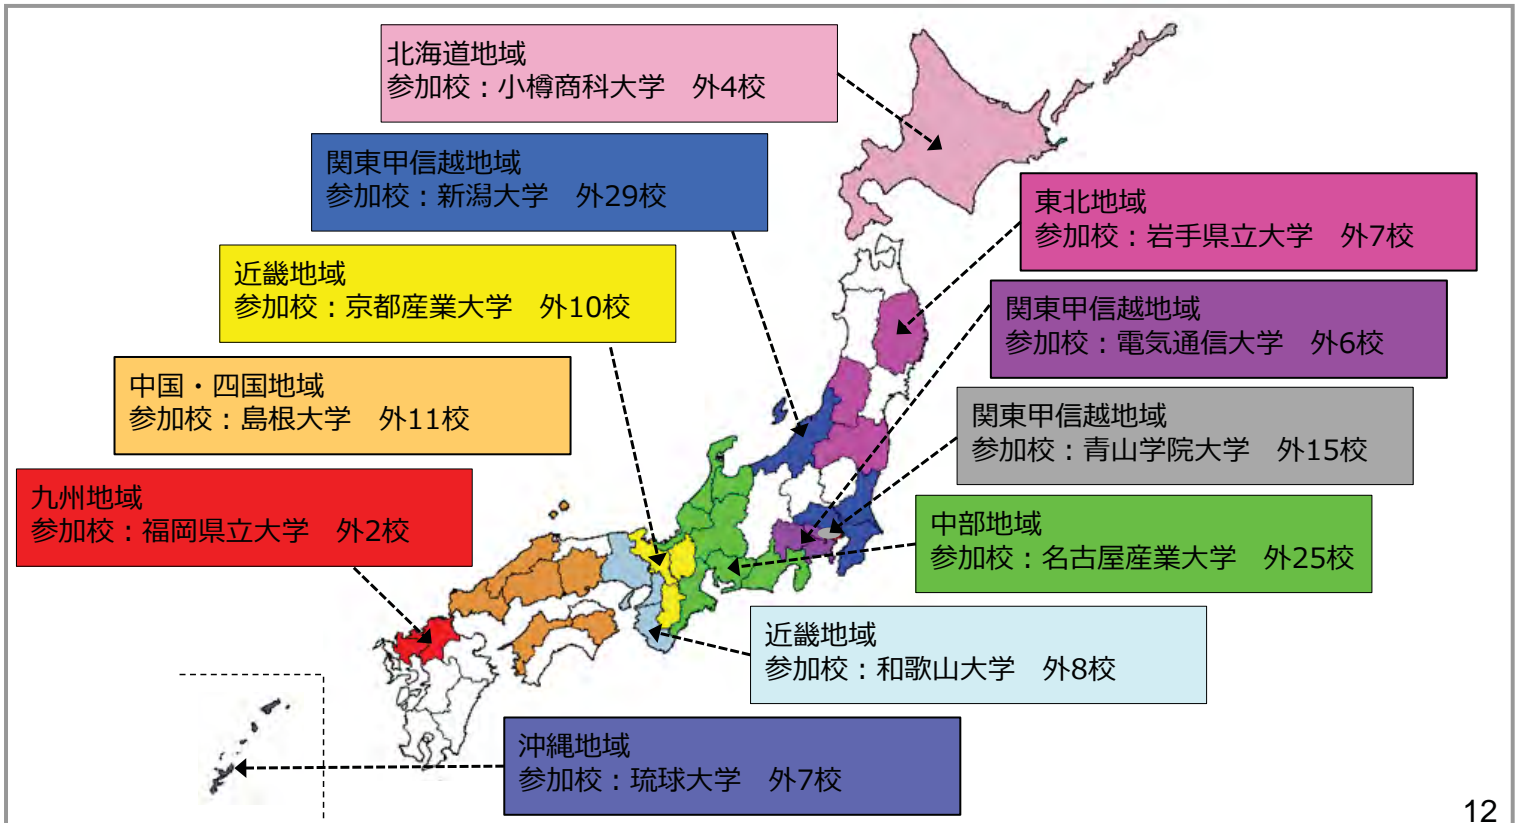 北海道地域
参加校：小樽商科大学　外4校
関東甲信越地域
参加校：新潟大学　外29校
東北地域
参加校：岩手県立大学　外7校
近畿地域
参加校：京都産業大学　外10校
関東甲信越地域
参加校：電気通信大学　外6校
中国・四国地域
参加校：島根大学　外11校
関東甲信越地域
参加校：青山学院大学　外15校
九州地域
参加校：福岡県立大学　外2校
中部地域
参加校：名古屋産業大学　外25校
近畿地域
参加校：和歌山大学　外8校
沖縄地域
参加校：琉球大学　外7校
12